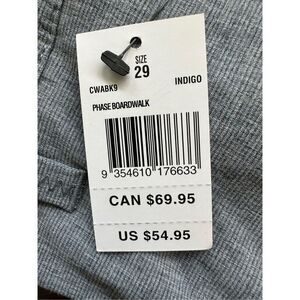 SIZE
29
CWABK9 INDIGO
PHASE BOARDWALK
9 354610 176633
CAN $69.95
US $54.95